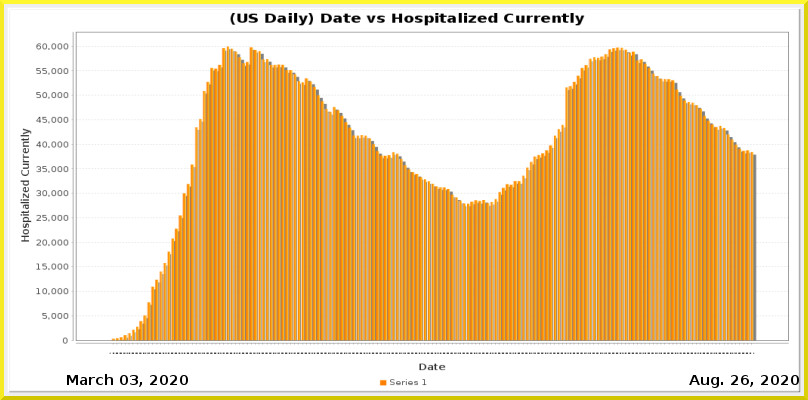 (US Daily) Date vs Hospitalized Currently
Hospitalized Currently
60,000
55,000
50,000
45,000
40,000
35,000
30,000
25,000
20,000
15,000
10,000
5,000
0
Date
March 03, 2020
Series 1
Aug. 26, 2020